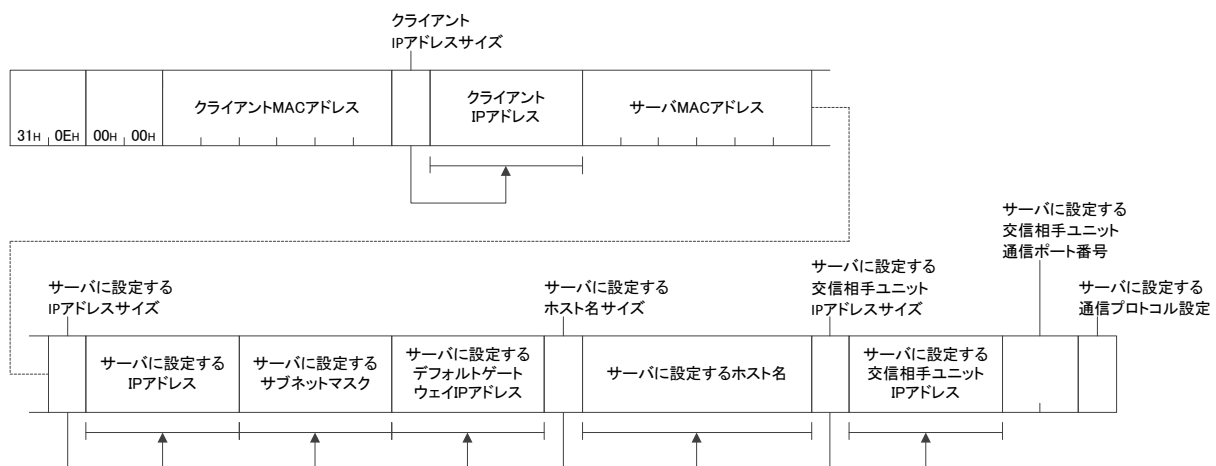 クライアント
IPアドレスサイズ
31H 0EH 00H 00H
クライアントMACアドレス
クライアント
IPアドレス
サーバMACアドレス
サーバに設定する
IPアドレスサイズ
サーバに設定する
ホスト名サイズ
サーバに設定する
交信相手ユニット
IPアドレスサイズ
サーバに設定する
交信相手ユニット
通信ポート番号
サーバに設定する
通信プロトコル設定
サーバに設定する
IPアドレス
サーバに設定する
サブネットマスク
サーバに設定する
デフォルトゲート
ウェイIPアドレス
サーバに設定するホスト名
サーバに設定する
交信相手ユニット
IPアドレス